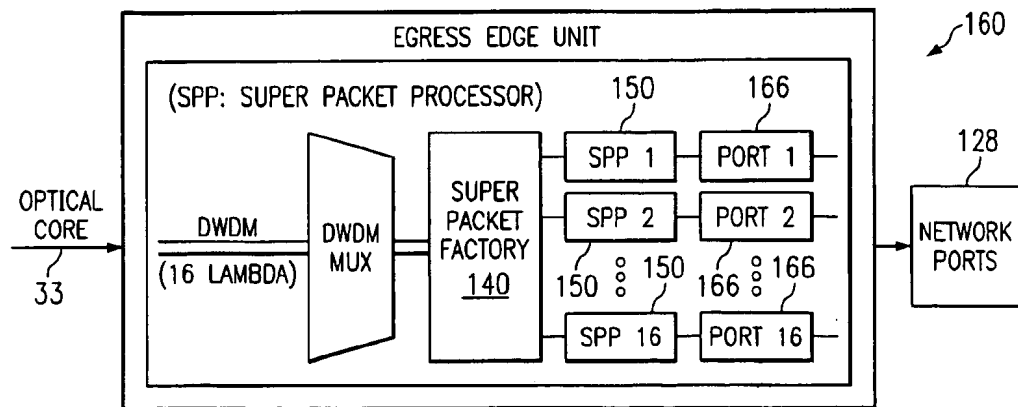 EGRESS EDGE UNIT
160
(SPP: SUPER PACKET PROCESSOR)
150
166
SPP 1
PORT 1
128
OPTICAL
CORE
33
DWDM
(16 LAMBDA)
DWDM
MUX
SUPER
PACKET
FACTORY
140
SPP 2
PORT 2
NETWORK
PORTS
150
150
166
166
SPP 16
PORT 16